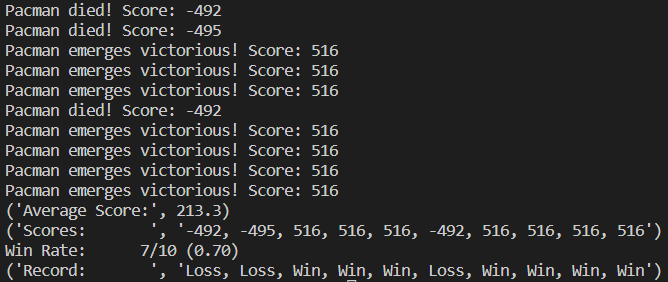 Pacman died! Score: -492
Pacman died! Score: -495
Pacman emerges victorious! Score: 516
Pacman emerges victorious! Score: 516
Pacman emerges victorious! Score: 516
Pacman died! Score: -492
Pacman emerges victorious! Score: 516
Pacman emerges victorious! Score: 516
Pacman emerges victorious! Score: 516
Pacman emerges victorious! Score: 516
('Average Score:', 213.3)
('Scores:       ', '-492, -495, 516, 516, 516, -492, 516, 516, 516, 516')
Win Rate:      7/10 (0.70)
('Record:       ', 'Loss, Loss, Win, Win, Win, Loss, Win, Win, Win, Win')